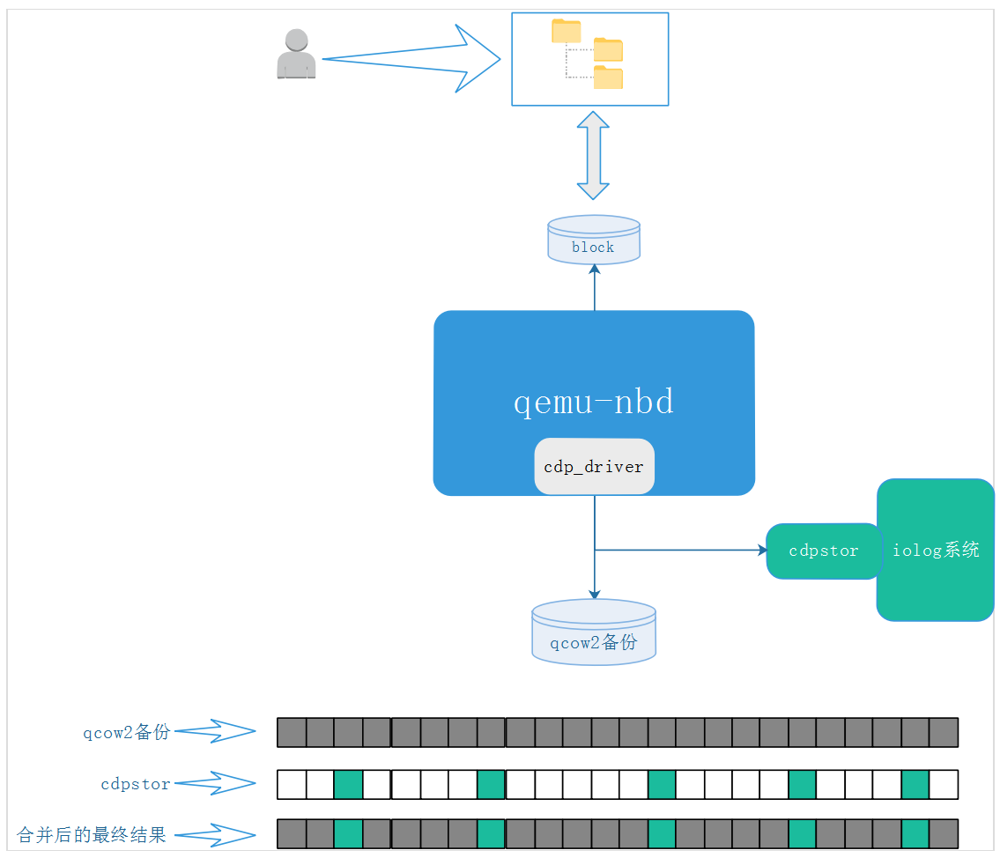 block
qemu-nbd
cdp_driver
cdpstor
iolog系统
qcow2备份
qcow2备份
cdpstor
合并后的最终结果